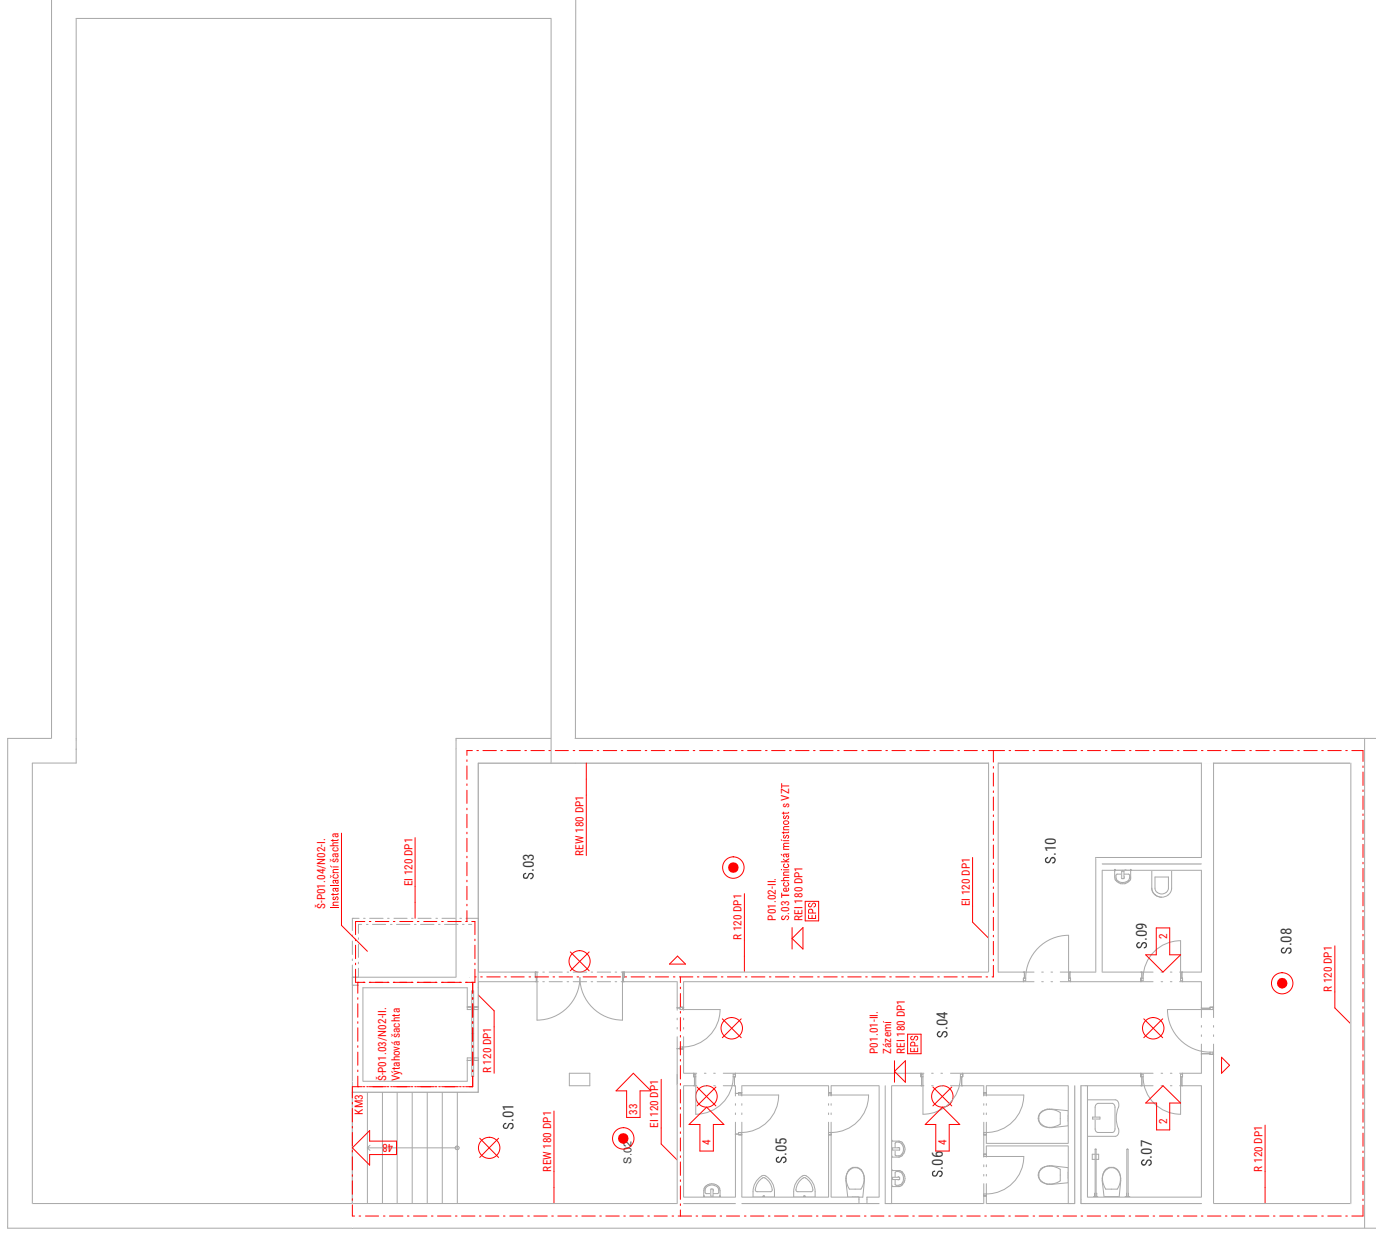 Š-P01.04/N02-I.
Instalační šachta
EI 120 DP1
Š-P01.03/N02-II.
Výtahová šachta
KM3
48
R 120 DP1
S.01
REW 180 DP1
S.02
33
EI 120 DP1
S.03
REW 180 DP1
R 120 DP1
P01.02-II.
S.03 Technická místnost s VZT
REI 180 DP1
EPS
EI 120 DP1
P01.01-II.
Zázemí
REI 180 DP1
EPS
S.04
4
S.05
4
S.06
2
S.07
S.10
S.09
2
S.08
R 120 DP1
R 120 DP1